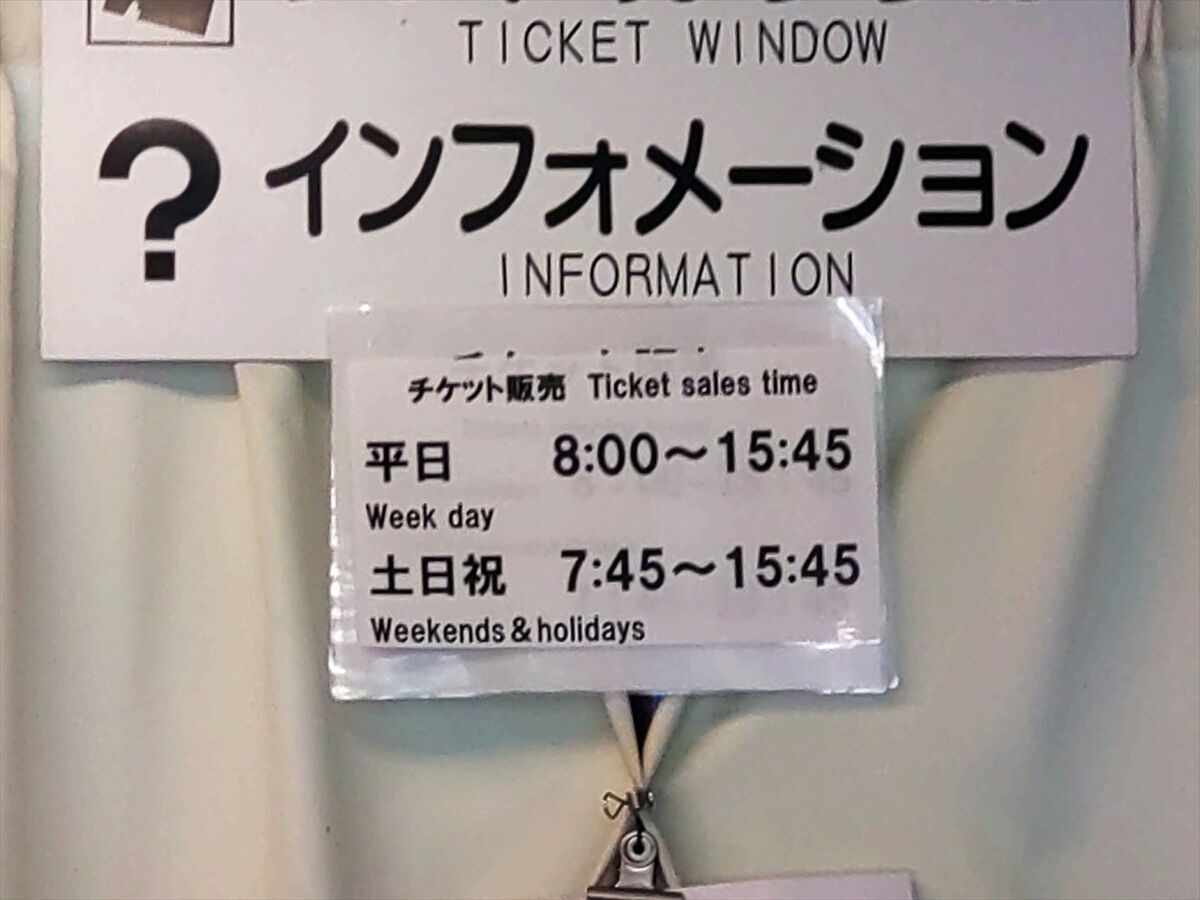 TICKET WINDOW
? インフォメーション
INFORMATION
チケット販売 Ticket sales time
平日 8:00～15:45
Week day
土日祝 7:45～15:45
Weekends&holidays